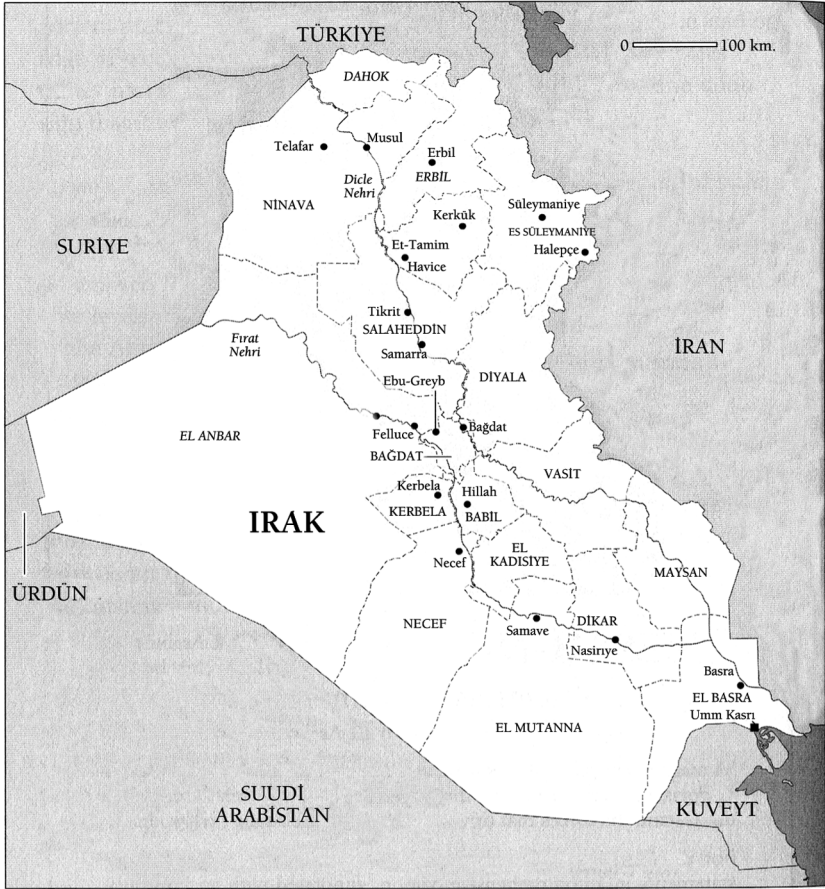 TÜRKİYE
0 100 km.
DAHOK
Telafar
Musul
Erbil
ERBİL
Dicle
Nehri
NİNAVA
Süleymaniye
Kerkük
ES SÜLEYMANIYE
SURİYE
Et-Tamim
Halepçe
Havice
Tikrit
SALAHEDDİN
Fırat
Nehri
Samarra
İRAN
Ebu-Greyb
DİYALA
EL ANBAR
Felluce
Bağdat
BAĞDAT
VASİT
Kerbela
Hillah
KERBELA
BABİL
IRAK
EL
KADISİYE
Necef
MAYSAN
ÜRDÜN
NECEF
Samave
DİKAR
Nasirıye
Basra
EL BASRA
Umm Kasrı
EL MUTANNA
SUUDİ
ARABİSTAN
KUVEYT